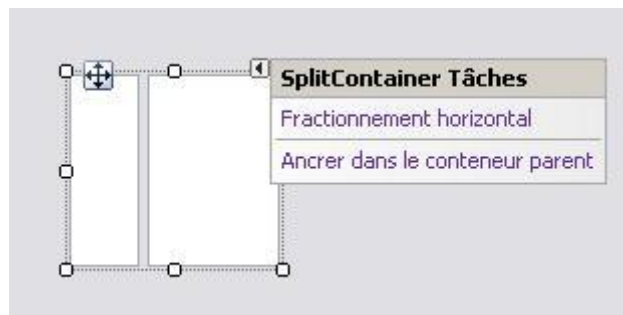 SplitContainer Tâches
Fractionnement horizontal
Ancrer dans le conteneur parent